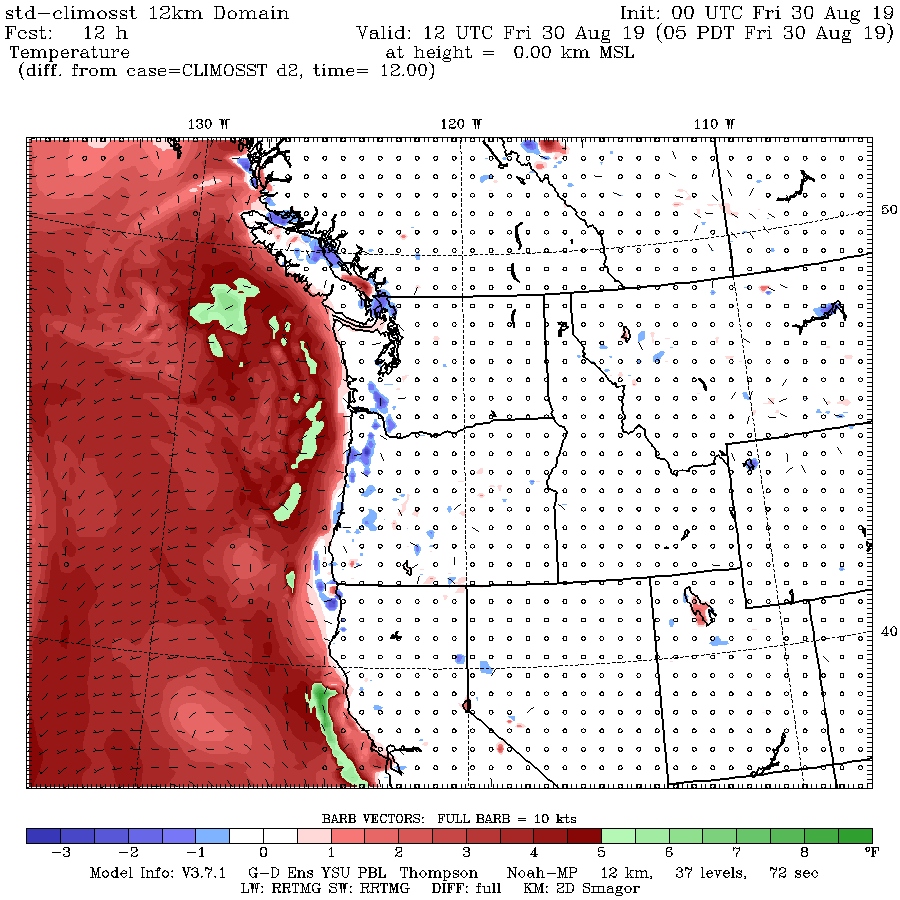 std-climosst 12km Domain Init: 00 UTC Fri 30 Aug 19
Fcst: 12 h Valid: 12 UTC Fri 30 Aug 19 (05 PDT Fri 30 Aug 19)
Temperature at height = 0.00 km MSL
(diff. from case=CLIMOSST d2, time= 12.00)
130 W 120 W 110 W
50
40
BARB VECTORS: FULL BARB = 10 kts
-3 -2 -1 0 1 2 3 4 5 6 7 8 °F
Model Info: V3.7.1 G-D Ens YSU PBL Thompson Noah-MP 12 km, 37 levels, 72 sec
LW: RRTMG SW: RRTMG DIFF: full KM: 2D Smagor